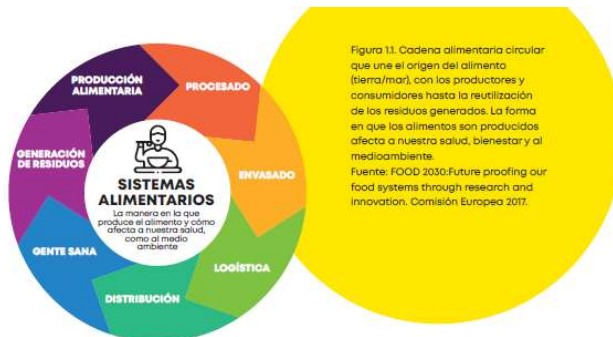 PRODUCCIÓN
ALIMENTARIA
PROCESADO
ENVASADO
LOGÍSTICA
DISTRIBUCIÓN
GENTE SANA
GENERACIÓN
DE RESIDUOS
SISTEMAS
ALIMENTARIOS
La manera en la que
produce el alimento y cómo
afecta a nuestra salud,
como al medio
ambiente
Figura 1.1. Cadena alimentaria circular
que une el origen del alimento
(tierra/mar), con los productores y
consumidores hasta la reutilización
de los residuos generados. La forma
en que los alimentos son producidos
afecta a nuestra salud, bienestar y al
medioambiente.
Fuente: FOOD 2030:Future proofing our
food systems through research and
innovation. Comisión Europea 2017.